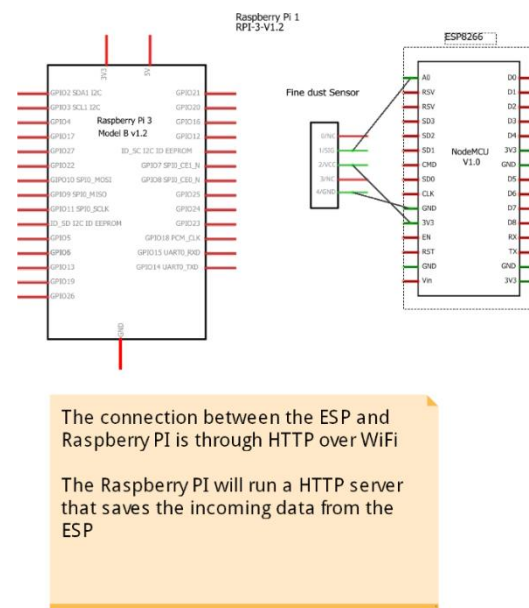 Raspberry Pi 1
RPI-3-V1.2
3V3
5V
GPIO2 SDA1 I2C
GPIO3 SCL1 I2C
GPIO4
GPIO17
GPIO27
GPIO22
GIPO10 SPI0_MOSI
GPIO9 SPI0_MISO
GPIO11 SPI0_SCLK
ID_SD I2C ID EEPROM
GPIO5
GPIO6
GPIO13
GPIO19
GPIO26
Raspberry Pi 3
Model B v1.2
GPIO21
GPIO20
GPIO16
GPIO12
ID_SC I2C ID EEPROM
GPIO7 SPI0_CE1_N
GPIO8 SPI0_CE0_N
GPIO25
GPIO24
GPIO23
GPIO18 PCM_CLK
GPIO15 UART0_RXD
GPIO14 UART0_TXD
GND
Fine dust Sensor
0/NC
1/SIG
2/VCC
3/NC
4/GND
ESP8266
A0
RSV
RSV
SD3
SD2
SD1
CMD
SD0
CLK
GND
3V3
EN
RST
GND
Vin
NodeMCU
V1.0
D0
D1
D2
D3
D4
3V3
GND
D5
D6
D7
D8
RX
TX
GND
3V3
The connection between the ESP and
Raspberry PI is through HTTP over WiFi
The Raspberry PI will run a HTTP server
that saves the incoming data from the
ESP